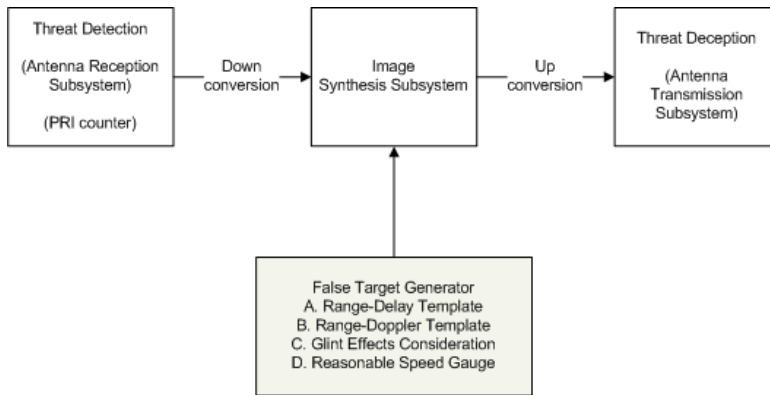 Threat Detection
(Antenna Reception
Subsystem)
(PRI counter)
Down
conversion
Image
Synthesis Subsystem
Up
conversion
Threat Deception
(Antenna
Transmission
Subsystem)
False Target Generator
A. Range-Delay Template
B. Range-Doppler Template
C. Glint Effects Consideration
D. Reasonable Speed Gauge